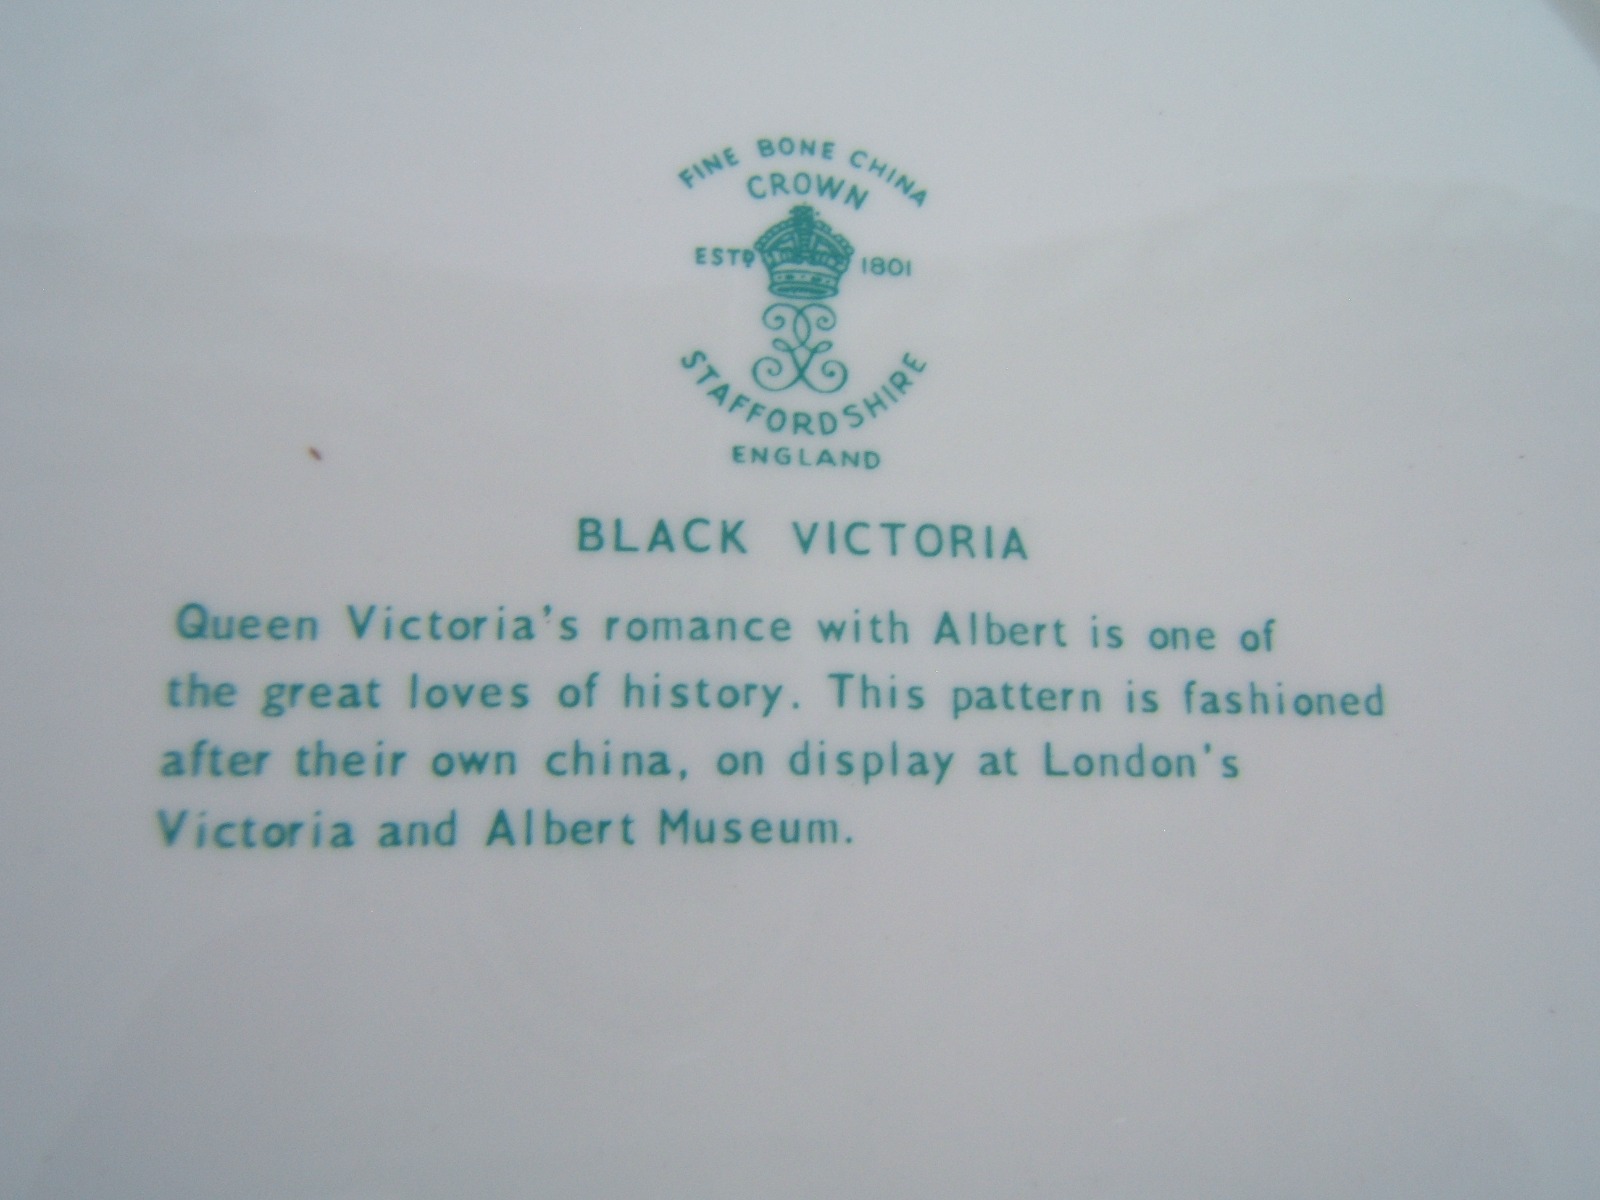 FINE BONE CHINA
CROWN
ESTD 1801
STAFFORDSHIRE
ENGLAND
BLACK VICTORIA
Queen Victoria's romance with Albert is one of
the great loves of history. This pattern is fashioned
after their own china, on display at London's
Victoria and Albert Museum.